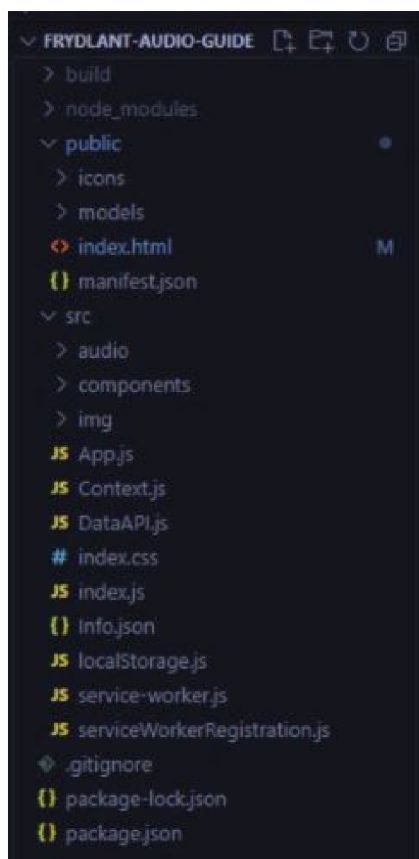 FRYDLANT-AUDIO-GUIDE
build
node_modules
public
icons
models
index.html M
manifest.json
src
audio
components
img
JS App.js
JS Context.js
JS DataAPI.js
# index.css
JS index.js
{} Info.json
JS localStorage.js
JS service-worker.js
JS serviceWorkerRegistration.js
.gitignore
{} package-lock.json
{} package.json